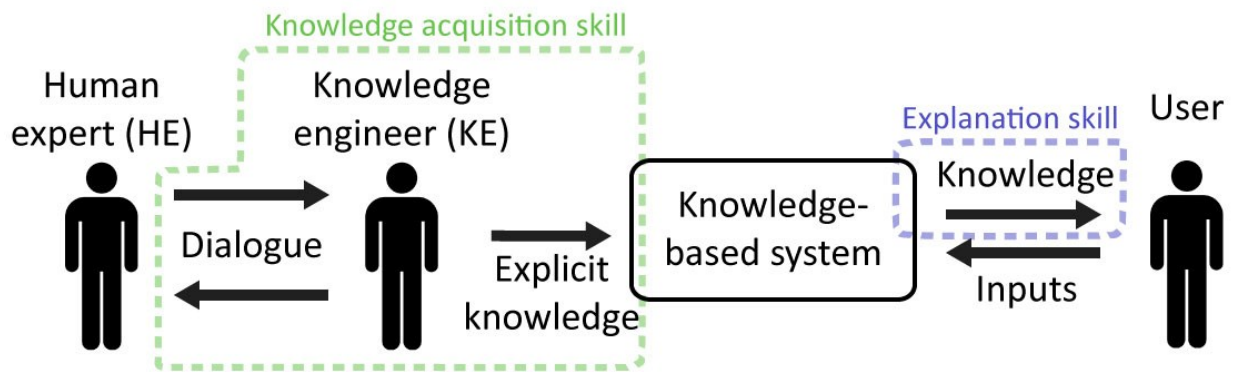 Knowledge acquisition skill
Human
expert (HE)
Knowledge
engineer (KE)
Dialogue
Explicit
knowledge
Knowledge-
based system
Explanation skill
Knowledge
Inputs
User